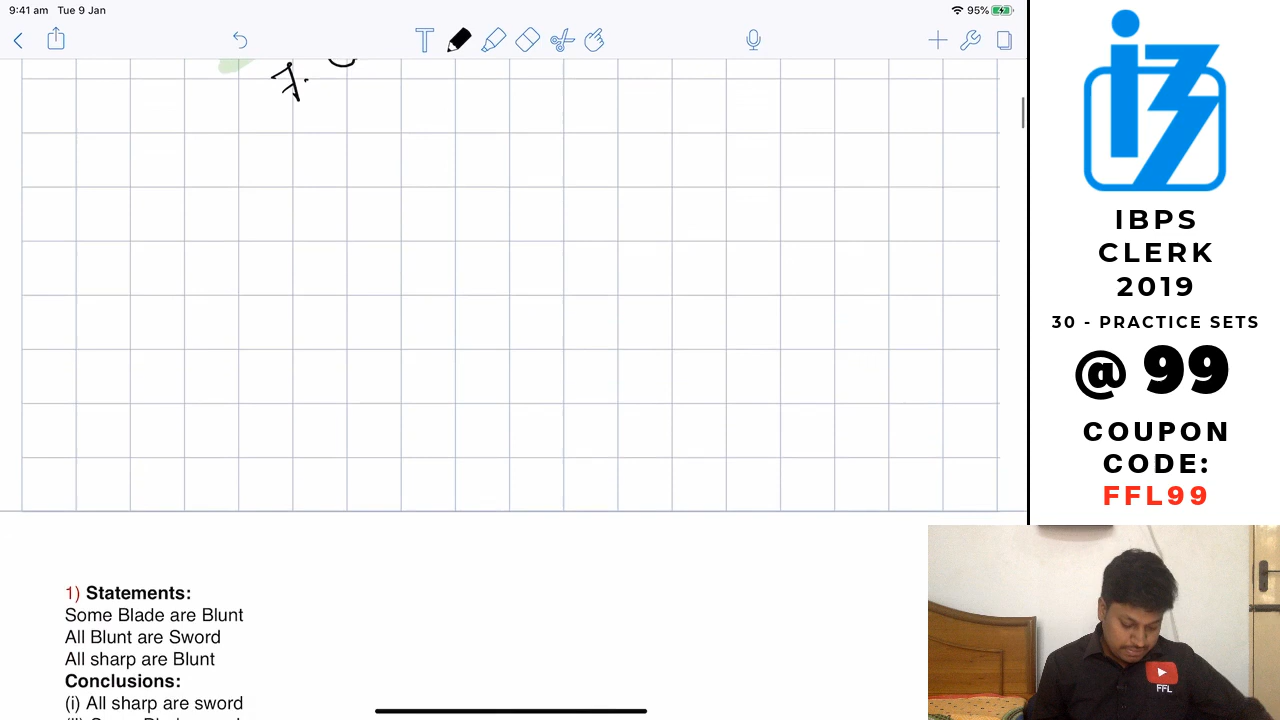 9:41 am Tue 9 Jan
95%
T
IBPS
CLERK
2019
30 - PRACTICE SETS
@ 99
COUPON
CODE:
FFL99
1) Statements:
Some Blade are Blunt
All Blunt are Sword
All sharp are Blunt
Conclusions:
(i) All sharp are sword
FFL